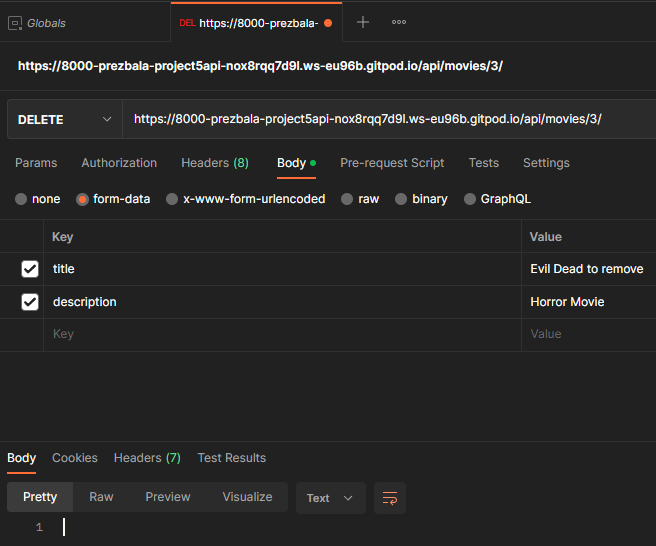 Globals DEL https://8000-prezbala-
https://8000-prezbala-project5api-nox8rqq7d9l.ws-eu96b.gitpod.io/api/movies/3/
DELETE https://8000-prezbala-project5api-nox8rqq7d9l.ws-eu96b.gitpod.io/api/movies/3/
Params Authorization Headers (8) Body Pre-request Script Tests Settings
none form-data x-www-form-urlencoded raw binary GraphQL
Key Value
title Evil Dead to remove
description Horror Movie
Key Value
Body Cookies Headers (7) Test Results
Pretty Raw Preview Visualize Text
1